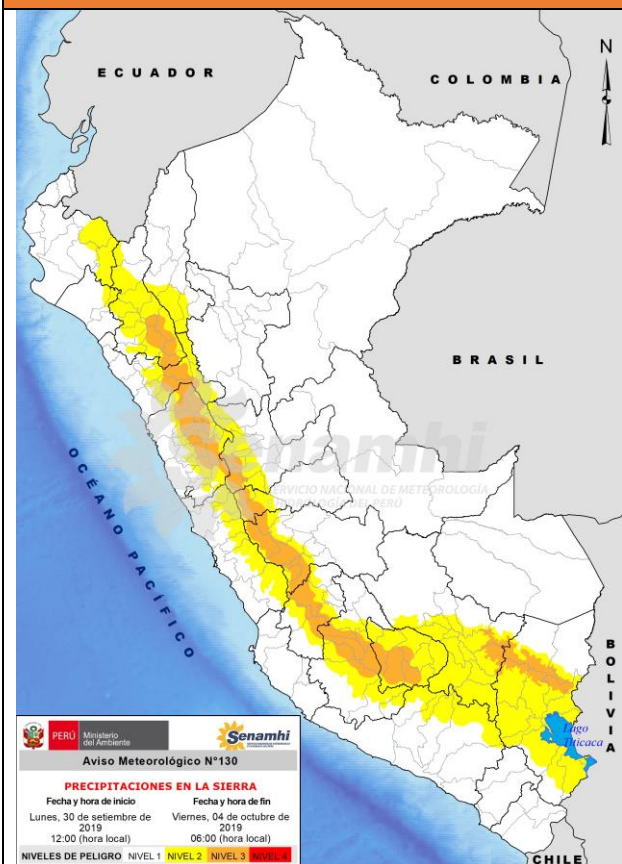 ECUADOR
COLOMBIA
N
BRASIL
Senamhi
SERVICIO NACIONAL DE METEOROLOGÍA
E HIDROLOGÍA DEL PERÚ
OCÉANO PACÍFICO
BOLIVIA
Lago
Titicaca
CHILE
PERÚ
Ministerio
del Ambiente
Senamhi
Aviso Meteorológico N°130
PRECIPITACIONES EN LA SIERRA
Fecha y hora de inicio
Lunes, 30 de setiembre de
2019
12:00 (hora local)
Fecha y hora de fin
Viernes, 04 de octubre de
2019
06:00 (hora local)
NIVELES DE PELIGRO NIVEL 1 NIVEL 2 NIVEL 3 NIVEL 4